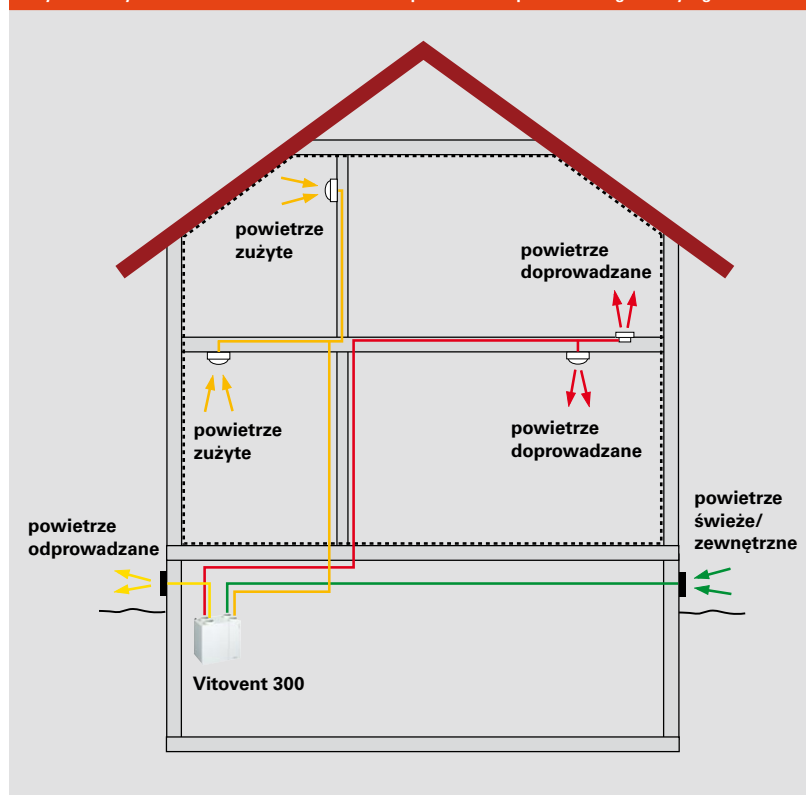 powietrze
zużyte
powietrze
doprowadzane
powietrze
zużyte
powietrze
doprowadzane
powietrze
odprowadzane
powietrze
świeże/
zewnętrzne
Vitovent 300